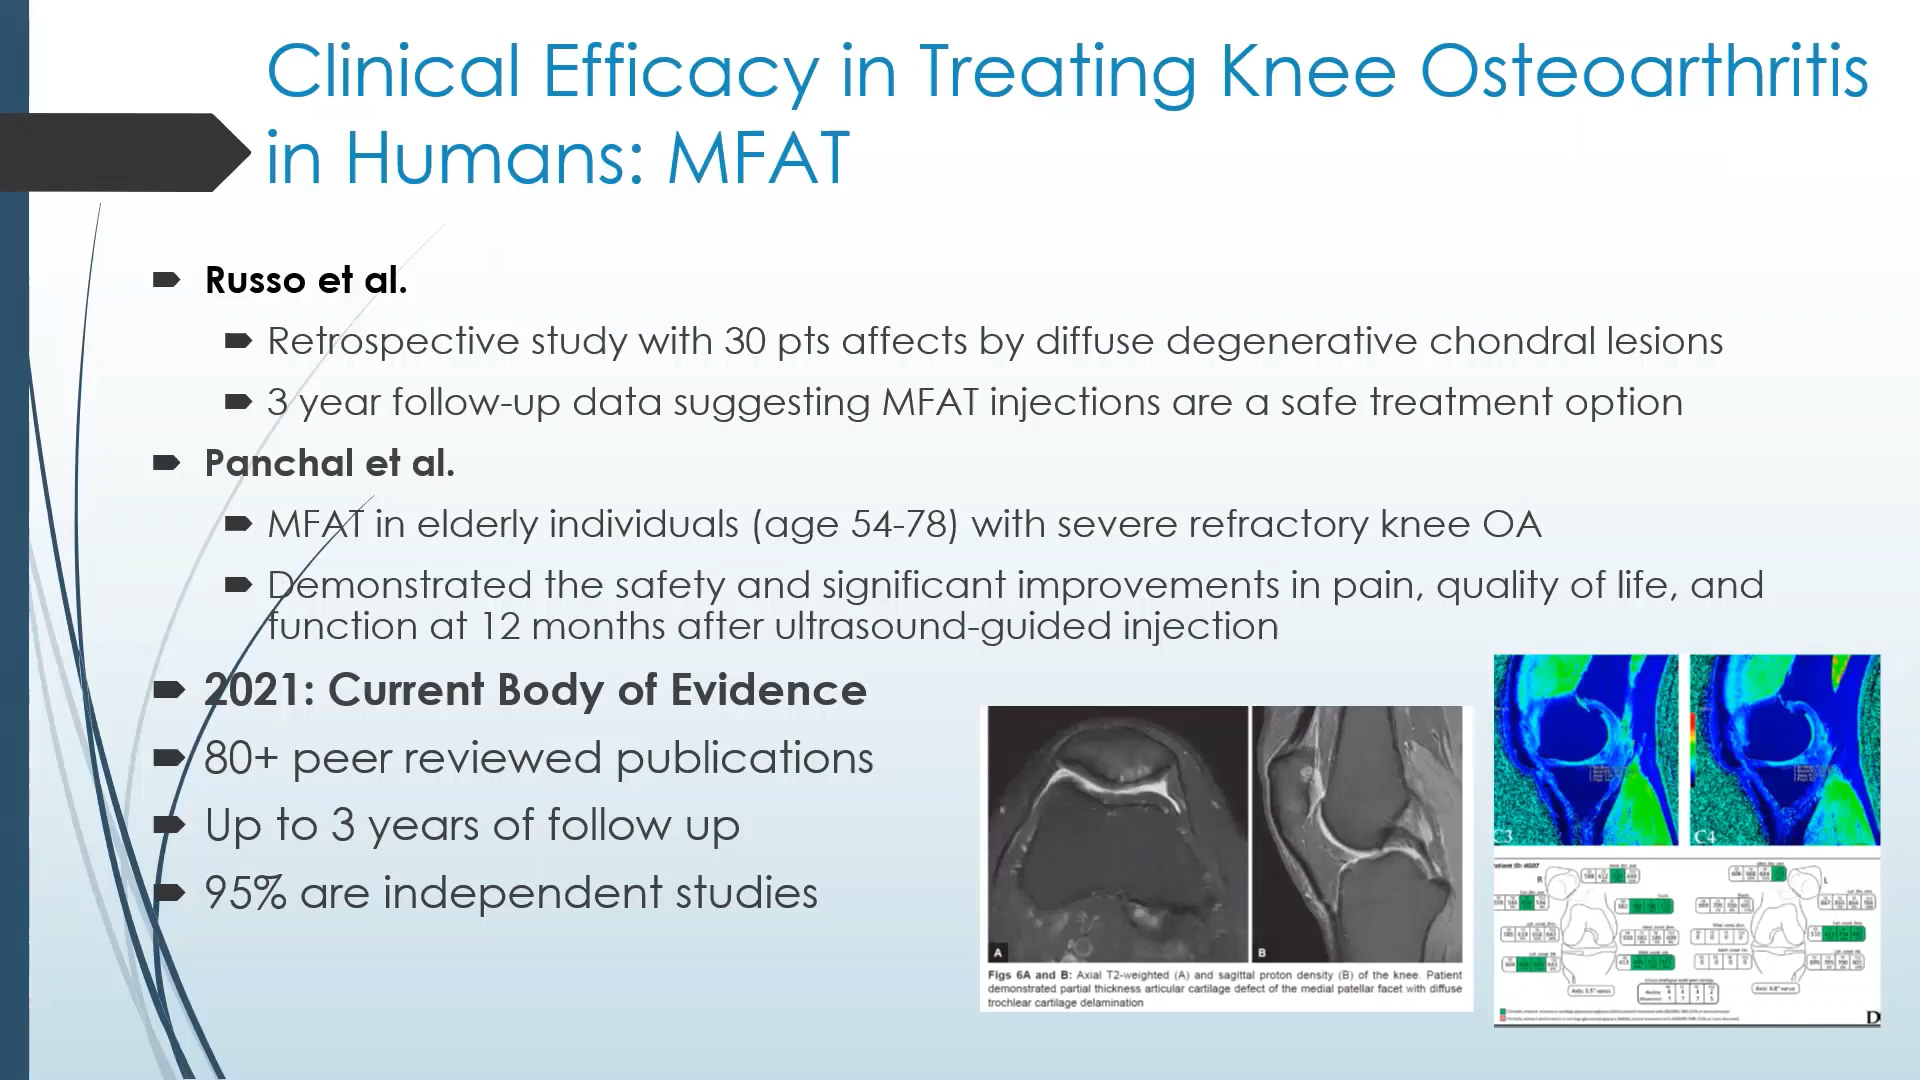 Clinical Efficacy in Treating Knee Osteoarthritis
in Humans: MFAT
Russo et al.
Retrospective study with 30 pts affects by diffuse degenerative chondral lesions
3 year follow-up data suggesting MFAT injections are a safe treatment option
Panchal et al.
MFAT in elderly individuals (age 54-78) with severe refractory knee OA
Demonstrated the safety and significant improvements in pain, quality of life, and
function at 12 months after ultrasound-guided injection
2021: Current Body of Evidence
80+ peer reviewed publications
Up to 3 years of follow up
95% are independent studies
A
B
Figs 6A and B: Axial T2-weighted (A) and sagittal proton density (B) of the knee. Patient
demonstrated partial thickness articular cartilage defect of the medial patellar facet with diffuse
trochlear cartilage delamination
C3
C4
R
L
D